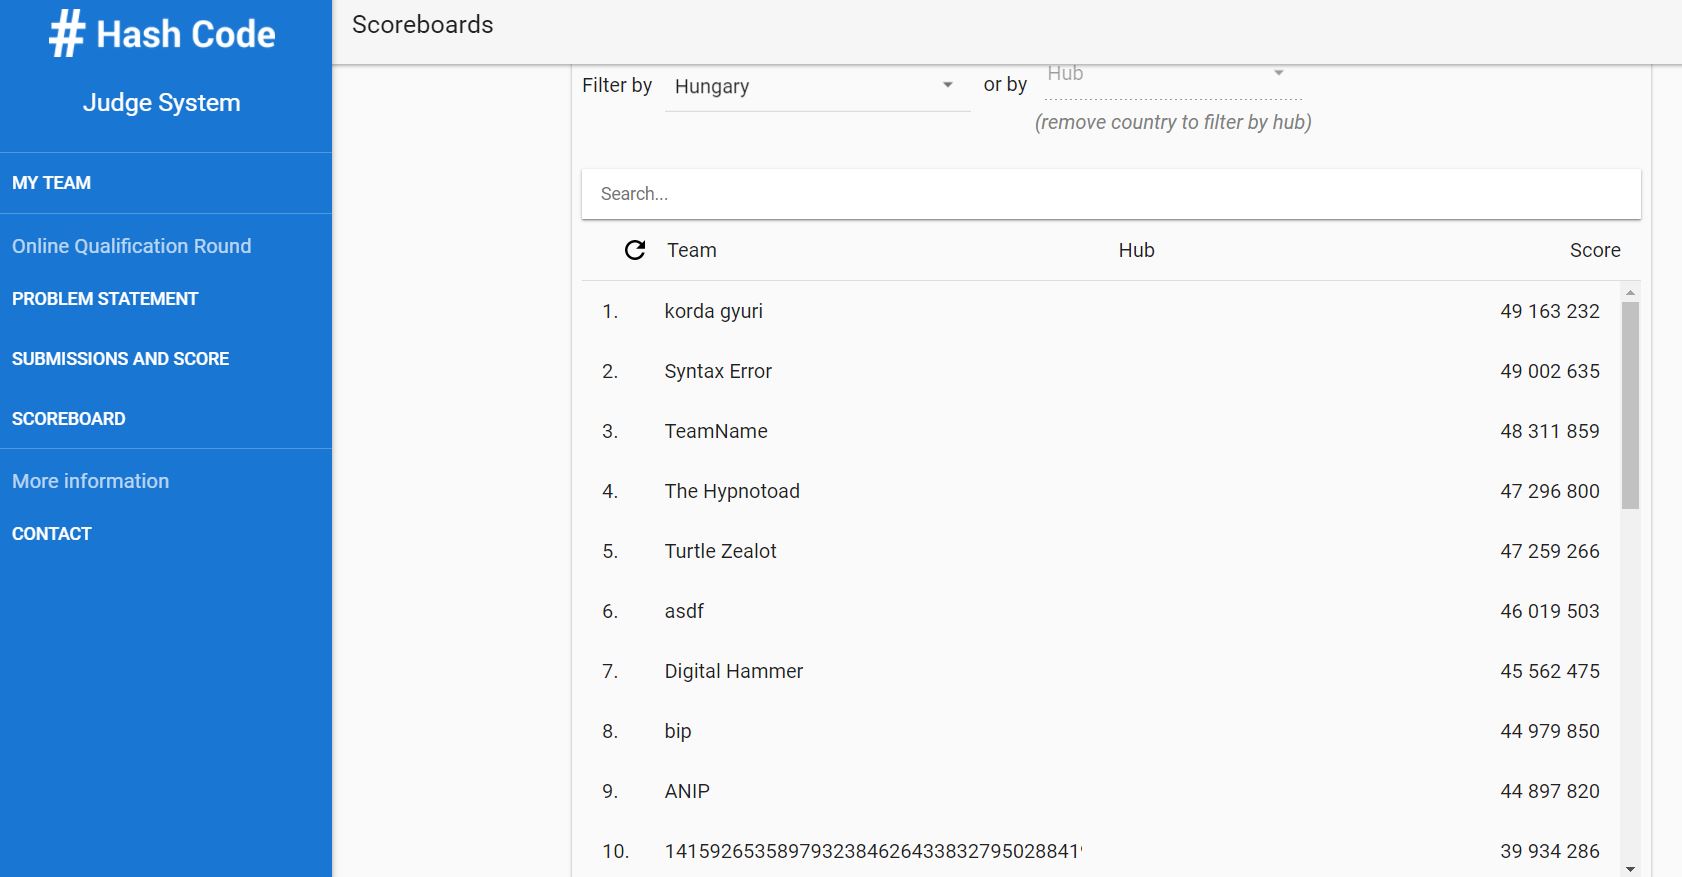 # Hash Code
Judge System
MY TEAM
Online Qualification Round
PROBLEM STATEMENT
SUBMISSIONS AND SCORE
SCOREBOARD
More information
CONTACT
Scoreboards
Filter by Hungary or by Hub
(remove country to filter by hub)
Search...
Team Hub Score
1. korda gyuri 49 163 232
2. Syntax Error 49 002 635
3. TeamName 48 311 859
4. The Hypnotoad 47 296 800
5. Turtle Zealot 47 259 266
6. asdf 46 019 503
7. Digital Hammer 45 562 475
8. bip 44 979 850
9. ANIP 44 897 820
10. 1415926535897932384626433832795028841 39 934 286